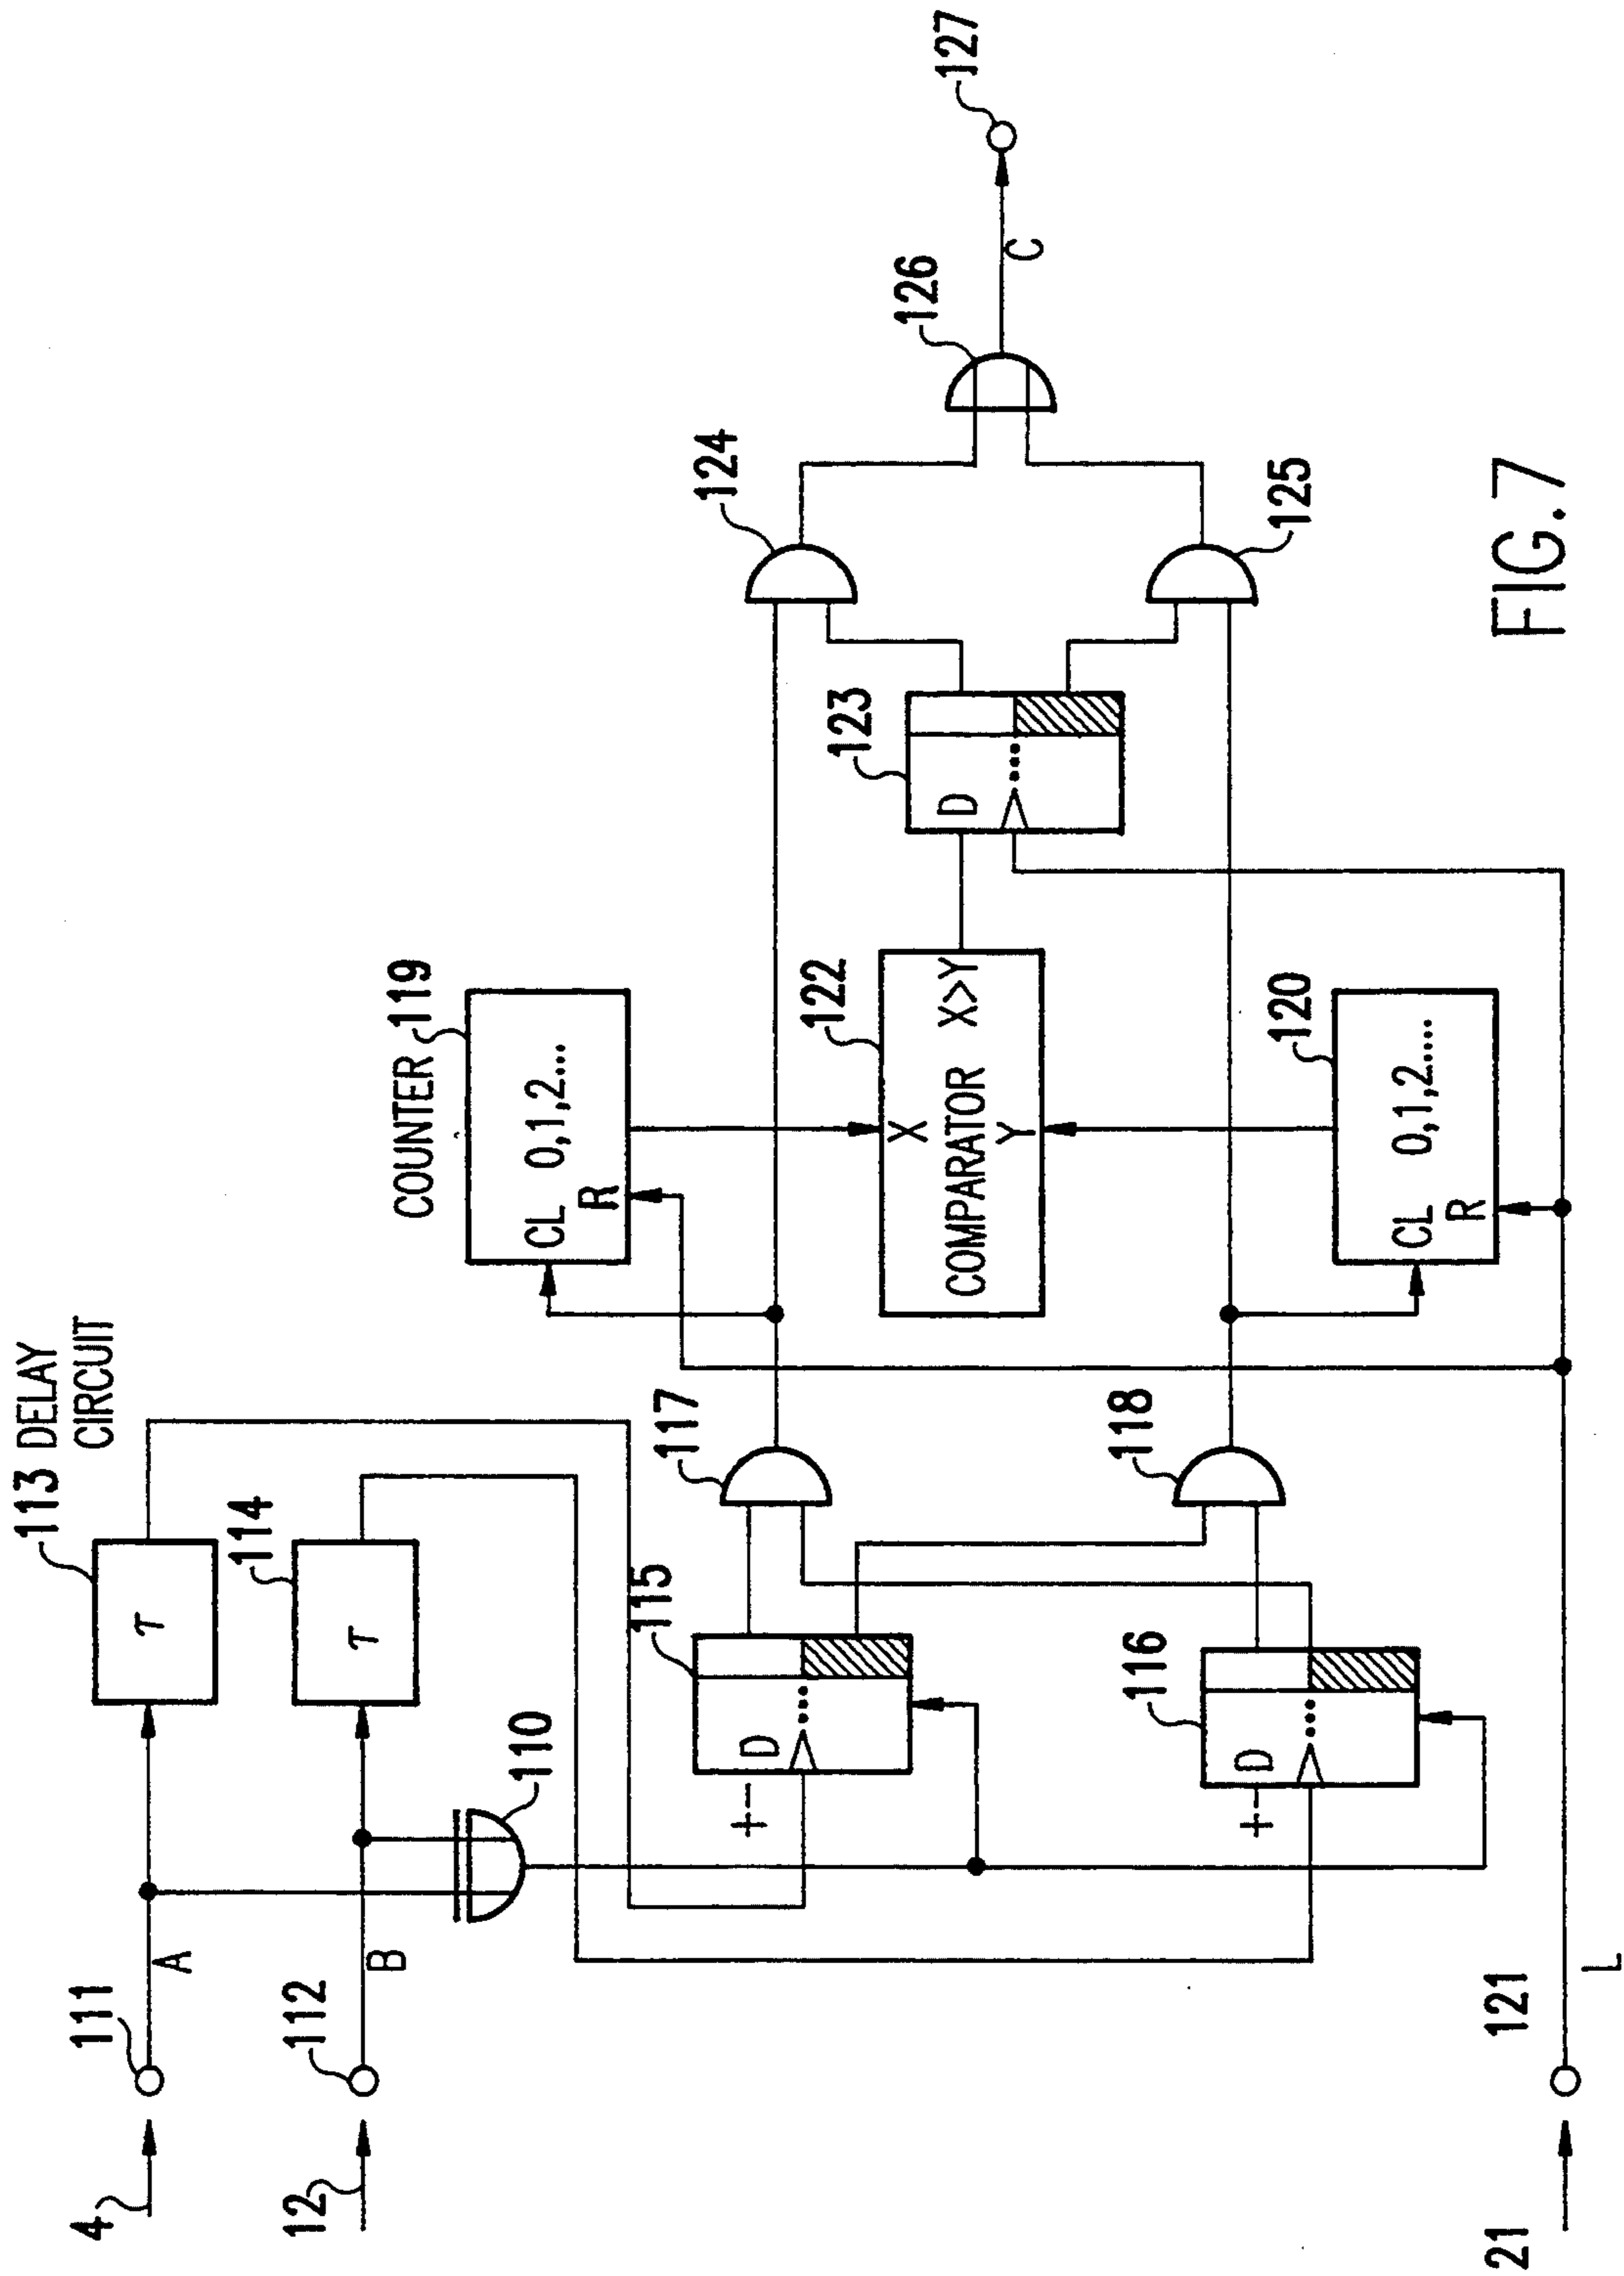 4
111
A
113 DELAY
CIRCUIT
τ
12
112
B
114
τ
110
115
D
+
117
COUNTER 119
CL 0,1,2...
R
124
122
X
COMPARATOR X>Y
Y
123
D
126
C
127
116
D
+
118
120
CL 0,1,2....
R
125
21
121
L
FIG.7